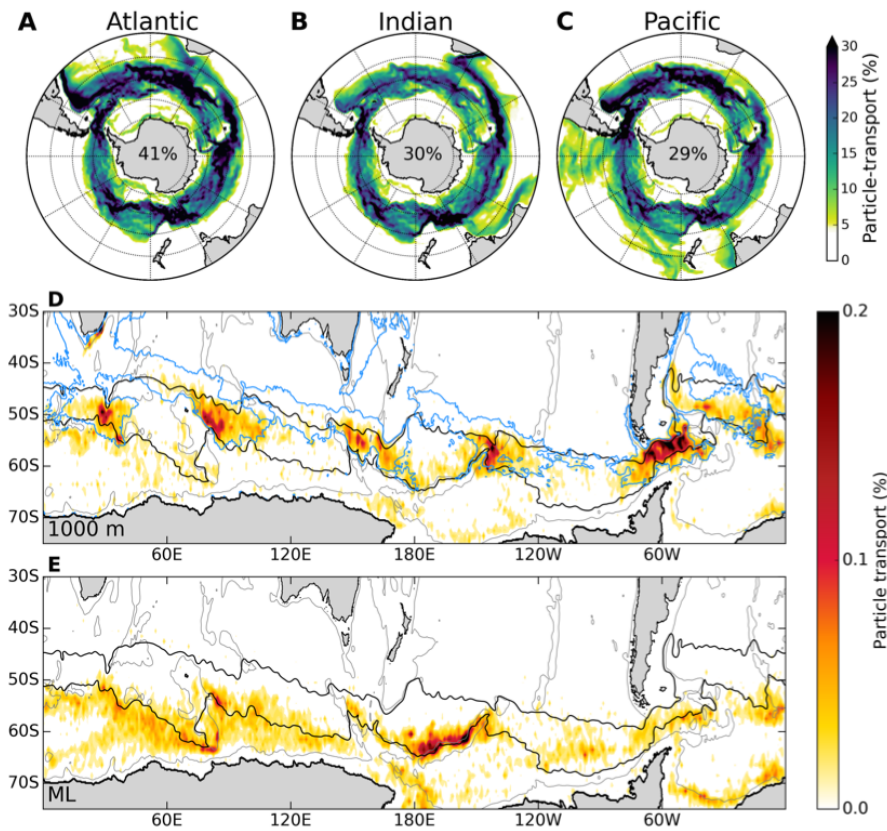 A Atlantic
B Indian
C Pacific
41%
30%
29%
30
25
20
15
10
5
0
Particle-transport (%)
D
30S
40S
50S
60S
70S
1000 m
60E 120E 180E 120W 60W
E
30S
40S
50S
60S
70S
ML
60E 120E 180E 120W 60W
0.2
0.1
0.0
Particle transport (%)